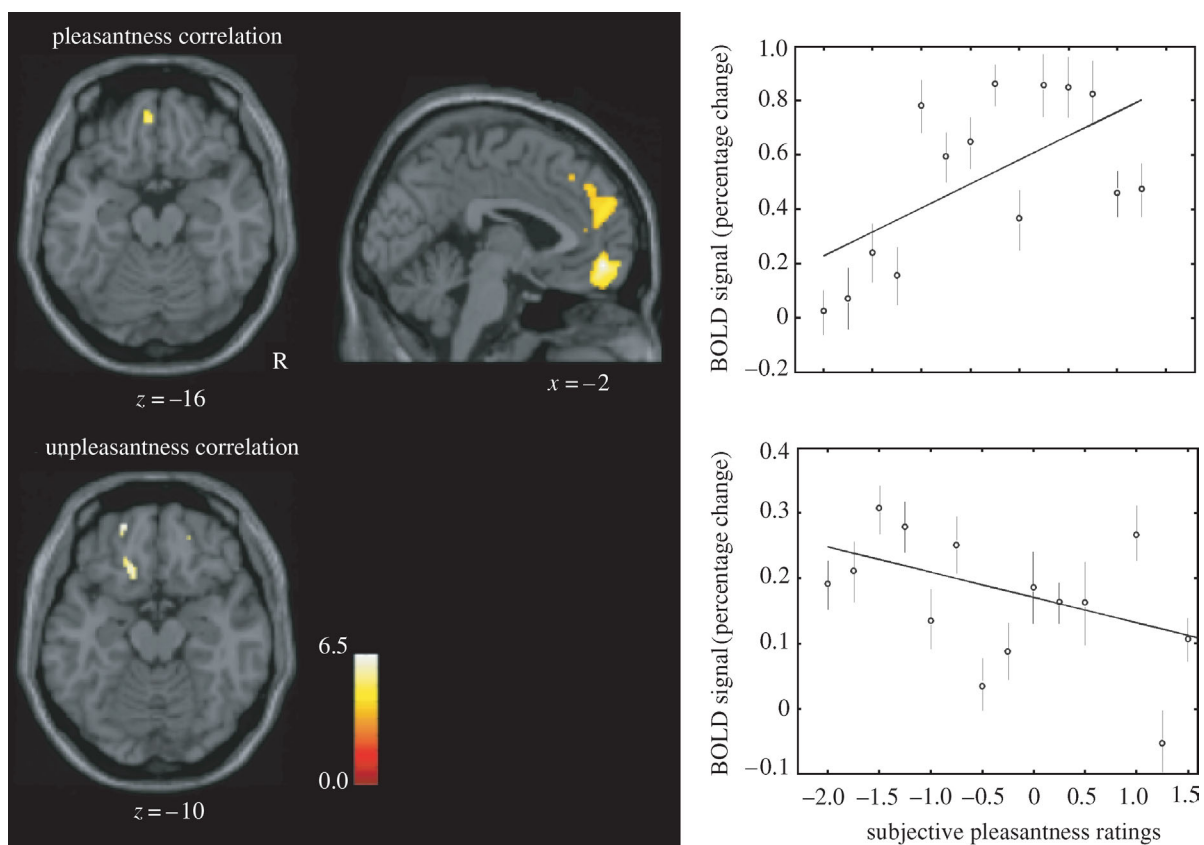 pleasantness correlation
R
z = –16
x = –2
unpleasantness correlation
6.5
0.0
z = –10
BOLD signal (percentage change)
1.0
0.8
0.6
0.4
0.2
0
–0.2
BOLD signal (percentage change)
0.4
0.3
0.2
0.1
0
–0.1
–2.0 –1.5 –1.0 –0.5 0 0.5 1.0 1.5
subjective pleasantness ratings